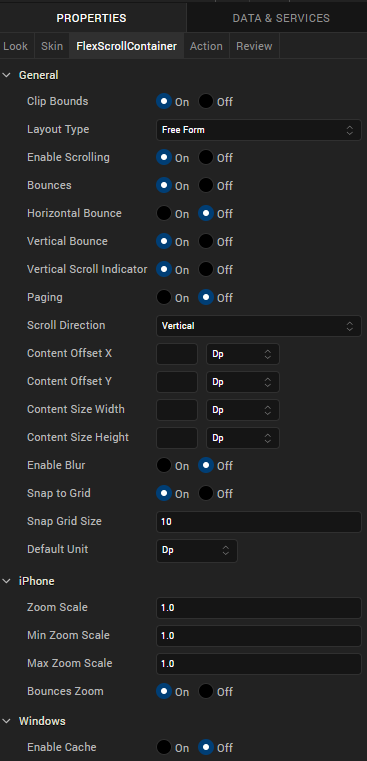 PROPERTIES DATA & SERVICES
Look Skin FlexScrollContainer Action Review
General
Clip Bounds On Off
Layout Type Free Form
Enable Scrolling On Off
Bounces On Off
Horizontal Bounce On Off
Vertical Bounce On Off
Vertical Scroll Indicator On Off
Paging On Off
Scroll Direction Vertical
Content Offset X Dp
Content Offset Y Dp
Content Size Width Dp
Content Size Height Dp
Enable Blur On Off
Snap to Grid On Off
Snap Grid Size 10
Default Unit Dp
iPhone
Zoom Scale 1.0
Min Zoom Scale 1.0
Max Zoom Scale 1.0
Bounces Zoom On Off
Windows
Enable Cache On Off